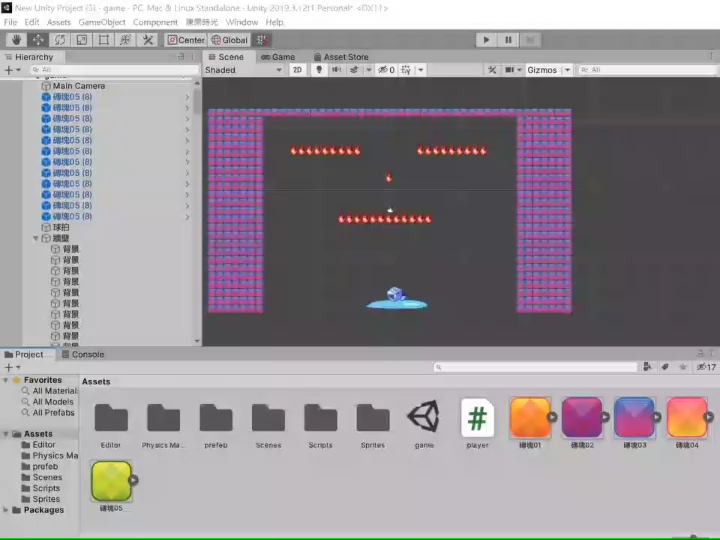 New Unity Project (5) - game - PC, Mac & Linux Standalone - Unity 2019.3.12f1 Personal* <DX11>
File Edit Assets GameObject Component Window Help
Center Global
Hierarchy
Scene Game Asset Store
All
Shaded 2D 0 Gizmos All
Main Camera
磚塊05 (8)
磚塊05 (8)
磚塊05 (8)
磚塊05 (8)
磚塊05 (8)
磚塊05 (8)
磚塊05 (8)
磚塊05 (8)
磚塊05 (8)
磚塊05 (8)
磚塊05 (8)
磚塊05 (8)
球拍
牆壁
背景
背景
背景
背景
背景
背景
背景
背景
背景
Project Console
17
Favorites
All Material
All Models
All Prefabs
Assets
Editor
Physics Ma
prefeb
Scenes
Scripts
Sprites
Packages
Assets
Editor Physics Ma... prefeb Scenes Scripts Sprites game player 磚塊01 磚塊02 磚塊03 磚塊04
磚塊05